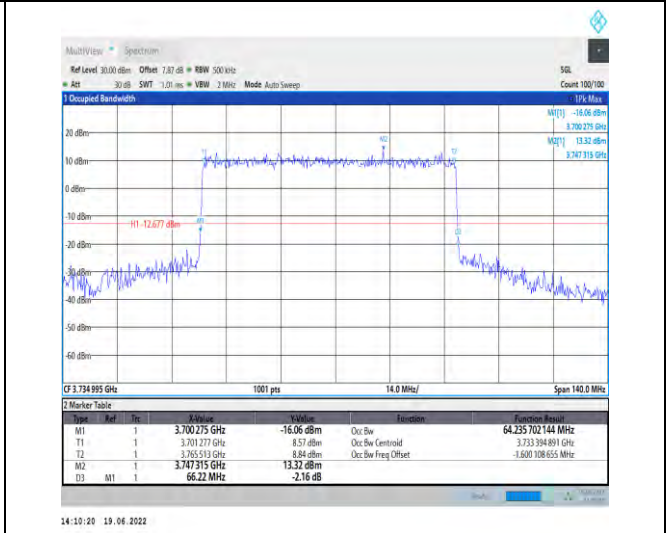 MultiView Spectrum
Ref Level 30.00 dBm Offset 7.87 dB RBW 500 kHz SGL
Att 30 dB SWT 1.01 ms VBW 2 MHz Mode Auto Sweep Count 100/100
1 Occupied Bandwidth 1Pk Max
M1[1] -16.06 dBm
3.700 275 GHz
M2[1] 13.32 dBm
3.747 315 GHz
20 dBm
M2
T1 T2
10 dBm
0 dBm
-10 dBm
H1 -12.677 dBm
M1
D3
-20 dBm
-30 dBm
-40 dBm
-50 dBm
-60 dBm
CF 3.734 995 GHz 1001 pts 14.0 MHz/ Span 140.0 MHz
2 Marker Table
Type Ref Trc X-Value Y-Value Function Function Result
M1 1 3.700 275 GHz -16.06 dBm Occ Bw 64.235 702 144 MHz
T1 1 3.701 277 GHz 8.57 dBm Occ Bw Centroid 3.733 394 891 GHz
T2 1 3.765 513 GHz 8.84 dBm Occ Bw Freq Offset -1.600 108 655 MHz
M2 1 3.747 315 GHz 13.32 dBm
D3 M1 1 66.22 MHz -2.16 dB
14:10:20 19.06.2022